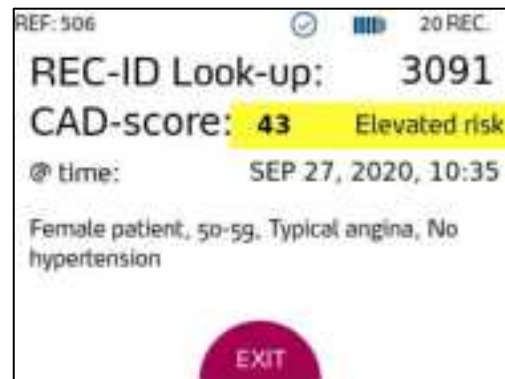 REF: 506 20 REC.
REC-ID Look-up: 3091
CAD-score: 43 Elevated risk
@ time: SEP 27, 2020, 10:35
Female patient, 50-59, Typical angina, No
hypertension
EXIT